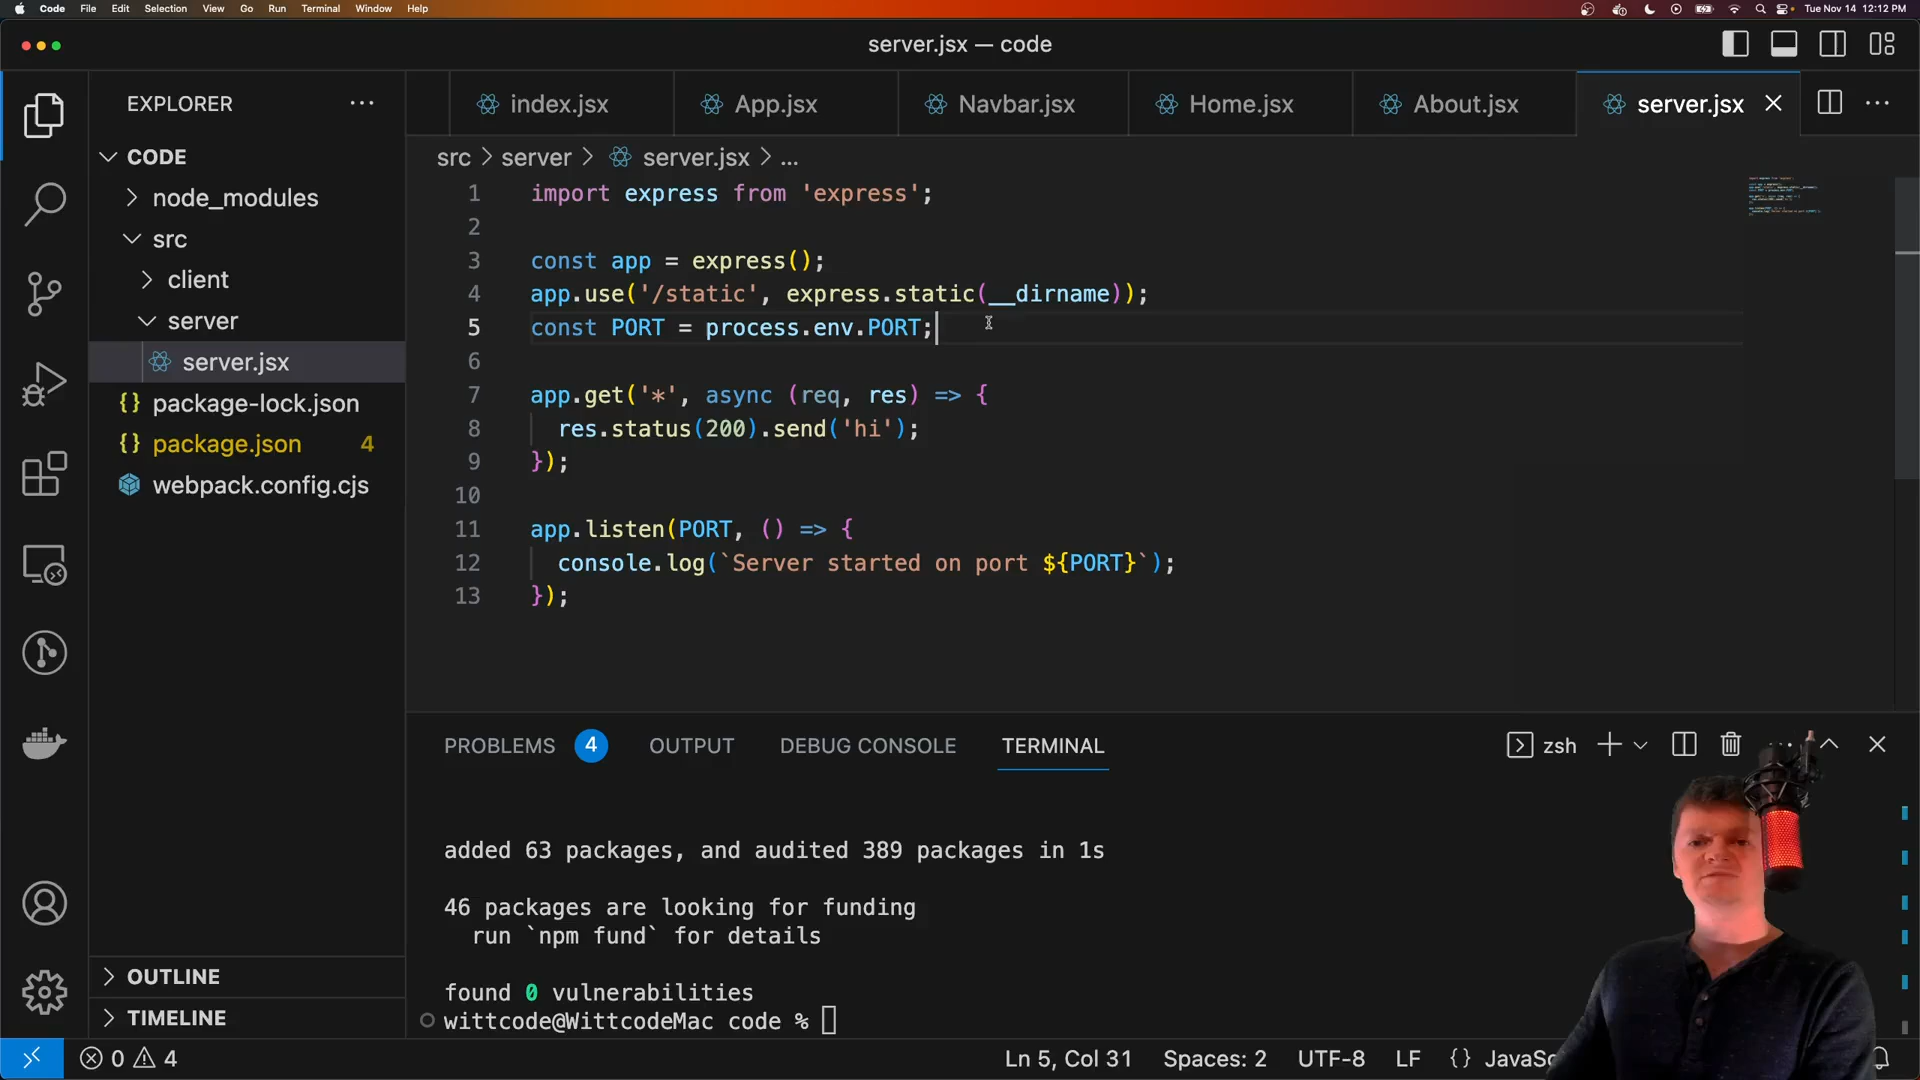 Code File Edit Selection View Go Run Terminal Window Help
Tue Nov 14 12:12 PM
server.jsx — code
EXPLORER
CODE
node_modules
src
client
server
server.jsx
package-lock.json
package.json 4
webpack.config.cjs
OUTLINE
TIMELINE
index.jsx App.jsx Navbar.jsx Home.jsx About.jsx server.jsx
src > server > server.jsx > ...
1 import express from 'express';
2
3 const app = express();
4 app.use('/static', express.static(__dirname));
5 const PORT = process.env.PORT;
6
7 app.get('*', async (req, res) => {
8 res.status(200).send('hi');
9 });
10
11 app.listen(PORT, () => {
12 console.log(`Server started on port ${PORT}`);
13 });
PROBLEMS 4 OUTPUT DEBUG CONSOLE TERMINAL
zsh
added 63 packages, and audited 389 packages in 1s
46 packages are looking for funding
run `npm fund` for details
found 0 vulnerabilities
wittcode@WittcodeMac code %
0 4
Ln 5, Col 31 Spaces: 2 UTF-8 LF {}